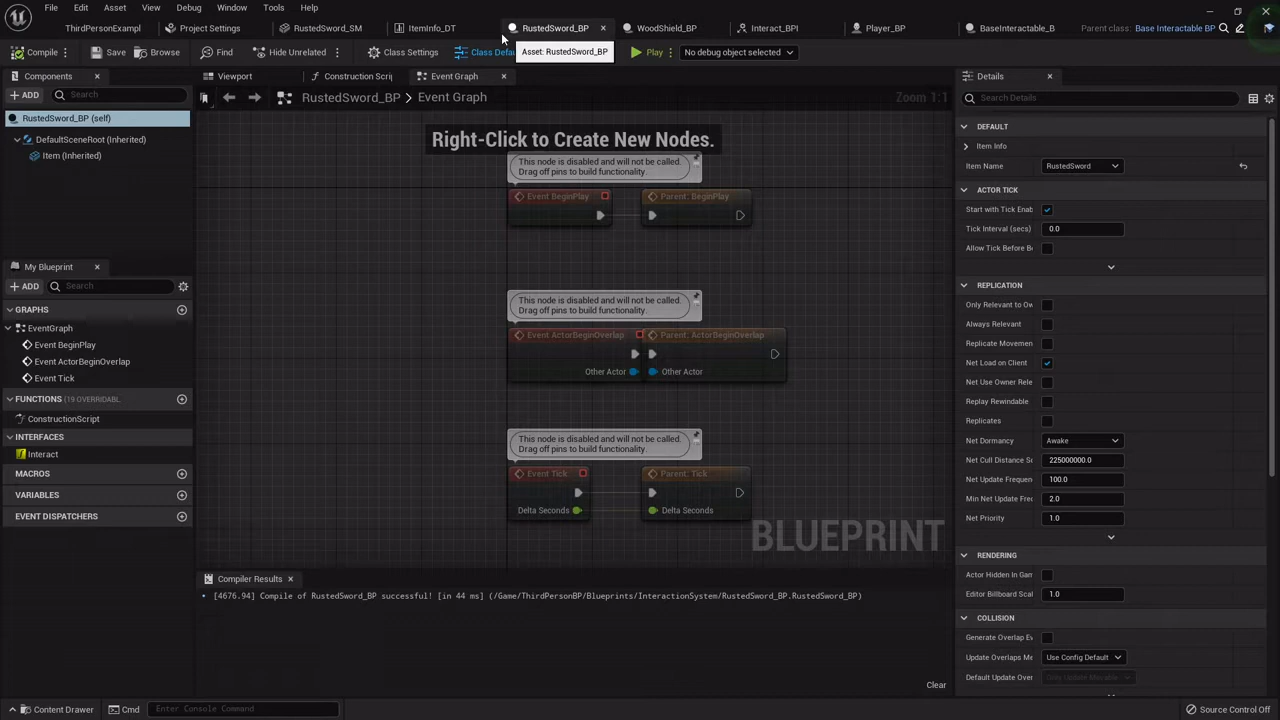 File Edit Asset View Debug Window Tools Help
ThirdPersonExampl Project Settings RustedSword_SM ItemInfo_DT RustedSword_BP WoodShield_BP Interact_BPI Player_BP BaseInteractable_B Parent class: Base Interactable BP
Compile Save Browse Find Hide Unrelated Class Settings Class Defau Play No debug object selected
Asset: RustedSword_BP
Components Viewport Construction Scrip Event Graph Details
ADD Search RustedSword_BP > Event Graph Zoom 1:1 Search Details
RustedSword_BP (self)
DefaultSceneRoot (Inherited)
Item (Inherited)
My Blueprint
ADD Search
GRAPHS
EventGraph
Event BeginPlay
Event ActorBeginOverlap
Event Tick
FUNCTIONS (19 OVERRIDABL
ConstructionScript
INTERFACES
Interact
MACROS
VARIABLES
EVENT DISPATCHERS
Right-Click to Create New Nodes.
This node is disabled and will not be called.
Drag off pins to build functionality.
Event BeginPlay Parent: BeginPlay
This node is disabled and will not be called.
Drag off pins to build functionality.
Event ActorBeginOverlap Parent: ActorBeginOverlap
Other Actor Other Actor
This node is disabled and will not be called.
Drag off pins to build functionality.
Event Tick Parent: Tick
Delta Seconds Delta Seconds
BLUEPRINT
Compiler Results
[4676.94] Compile of RustedSword_BP successful! [in 44 ms] (/Game/ThirdPersonBP/Blueprints/InteractionSystem/RustedSword_BP.RustedSword_BP)
Clear
DEFAULT
Item Info
Item Name RustedSword
ACTOR TICK
Start with Tick Enab
Tick Interval (secs) 0.0
Allow Tick Before Be
REPLICATION
Only Relevant to Ow
Always Relevant
Replicate Movemen
Net Load on Client
Net Use Owner Rele
Replay Rewindable
Replicates
Net Dormancy Awake
Net Cull Distance Sq 225000000.0
Net Update Frequen 100.0
Min Net Update Freq 2.0
Net Priority 1.0
RENDERING
Actor Hidden In Gam
Editor Billboard Scal 1.0
COLLISION
Generate Overlap Ev
Update Overlaps Me Use Config Default
Default Update Over Only Update Movable
Content Drawer Cmd Enter Console Command Source Control Off